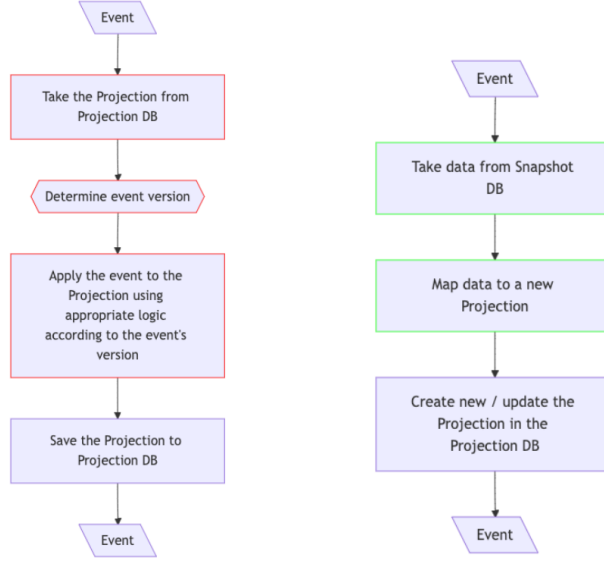 Event
Take the Projection from
Projection DB
Determine event version
Apply the event to the
Projection using
appropriate logic
according to the event's
version
Save the Projection to
Projection DB
Event
Event
Take data from Snapshot
DB
Map data to a new
Projection
Create new / update the
Projection in the
Projection DB
Event